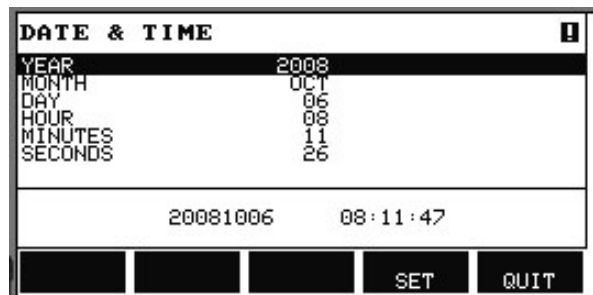 DATE & TIME !
YEAR 2008
MONTH OCT
DAY 06
HOUR 08
MINUTES 11
SECONDS 26
20081006 08:11:47
SET QUIT